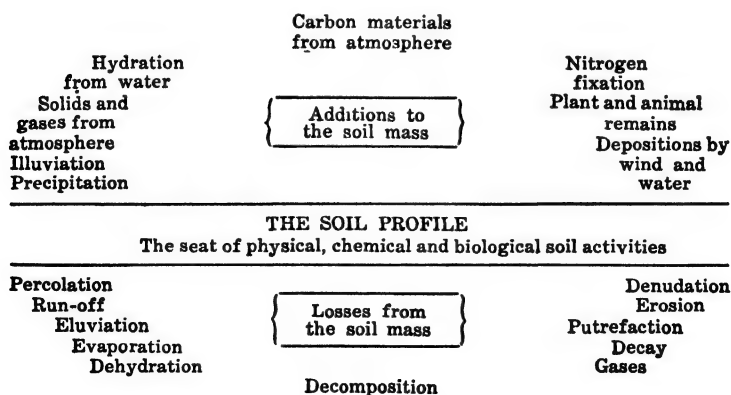 Carbon materials
from atmosphere
Hydration
from water
Solids and
gases from
atmosphere
Illuviation
Precipitation
Additions to
the soil mass
Nitrogen
fixation
Plant and animal
remains
Depositions by
wind and
water
THE SOIL PROFILE
The seat of physical, chemical and biological soil activities
Percolation
Run-off
Eluviation
Evaporation
Dehydration
Losses from
the soil mass
Denudation
Erosion
Putrefaction
Decay
Gases
Decomposition